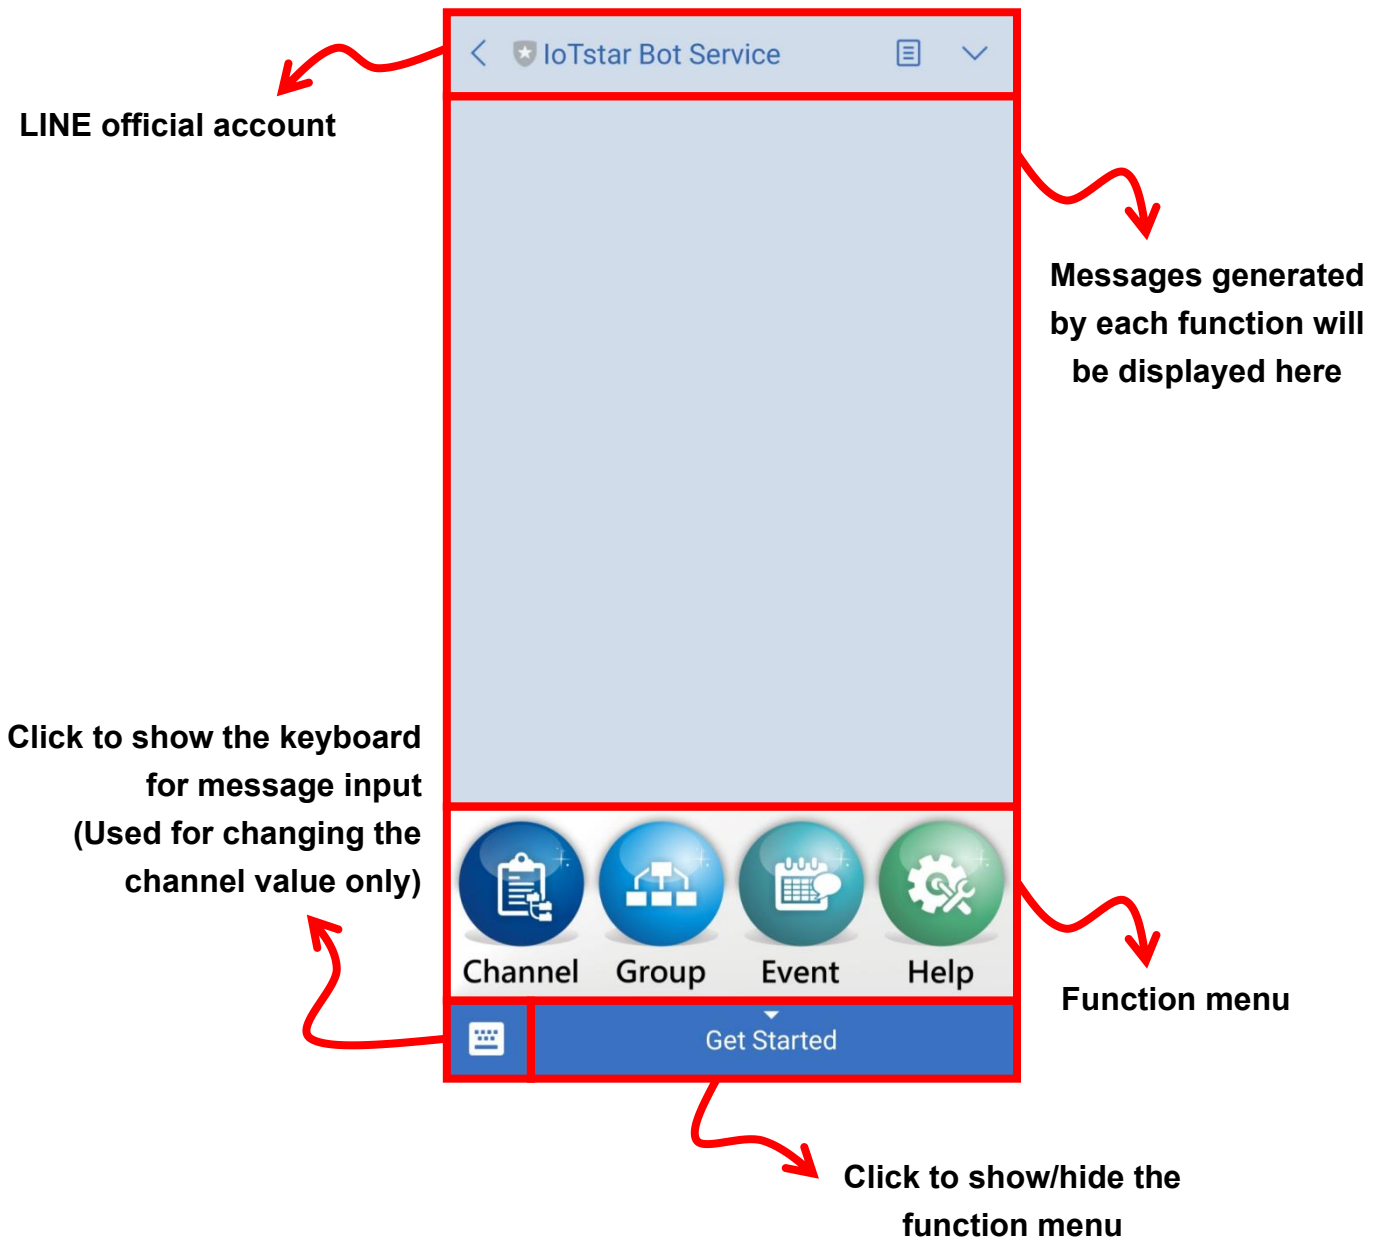 IoTstar Bot Service
LINE official account
Messages generated
by each function will
be displayed here
Click to show the keyboard
for message input
(Used for changing the
channel value only)
Channel Group Event Help
Function menu
Get Started
Click to show/hide the
function menu